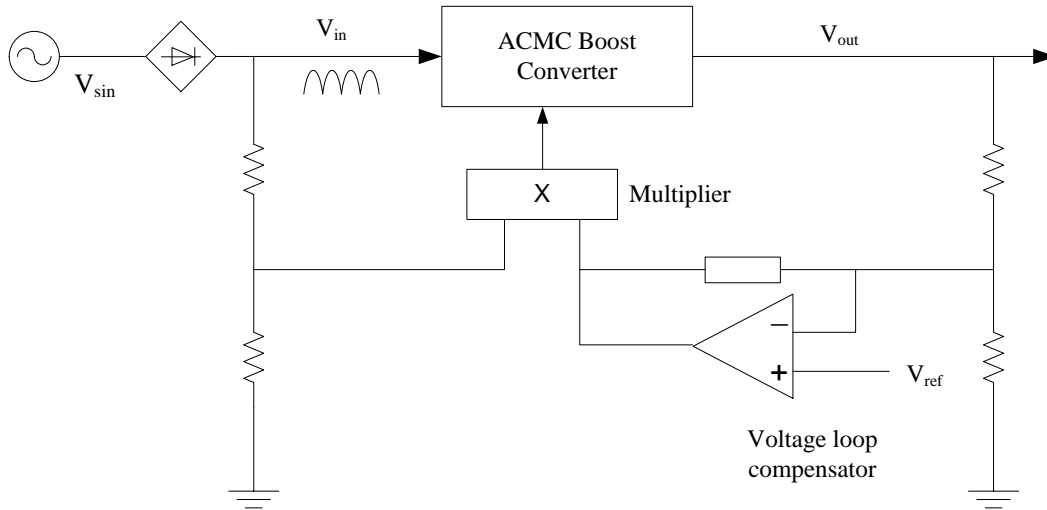 V_in
ACMC Boost
Converter
V_out
V_sin
X
Multiplier
−
+
V_ref
Voltage loop
compensator